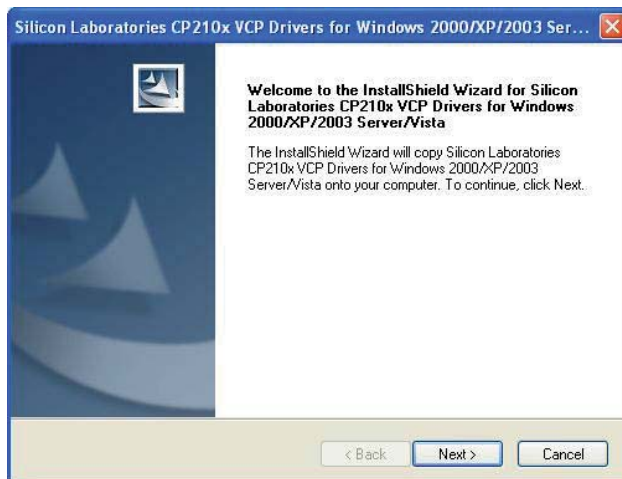 Silicon Laboratories CP210x VCP Drivers for Windows 2000/XP/2003 Ser...
Welcome to the InstallShield Wizard for Silicon
Laboratories CP210x VCP Drivers for Windows
2000/XP/2003 Server/Vista
The InstallShield Wizard will copy Silicon Laboratories
CP210x VCP Drivers for Windows 2000/XP/2003
Server/Vista onto your computer. To continue, click Next.
< Back
Next >
Cancel